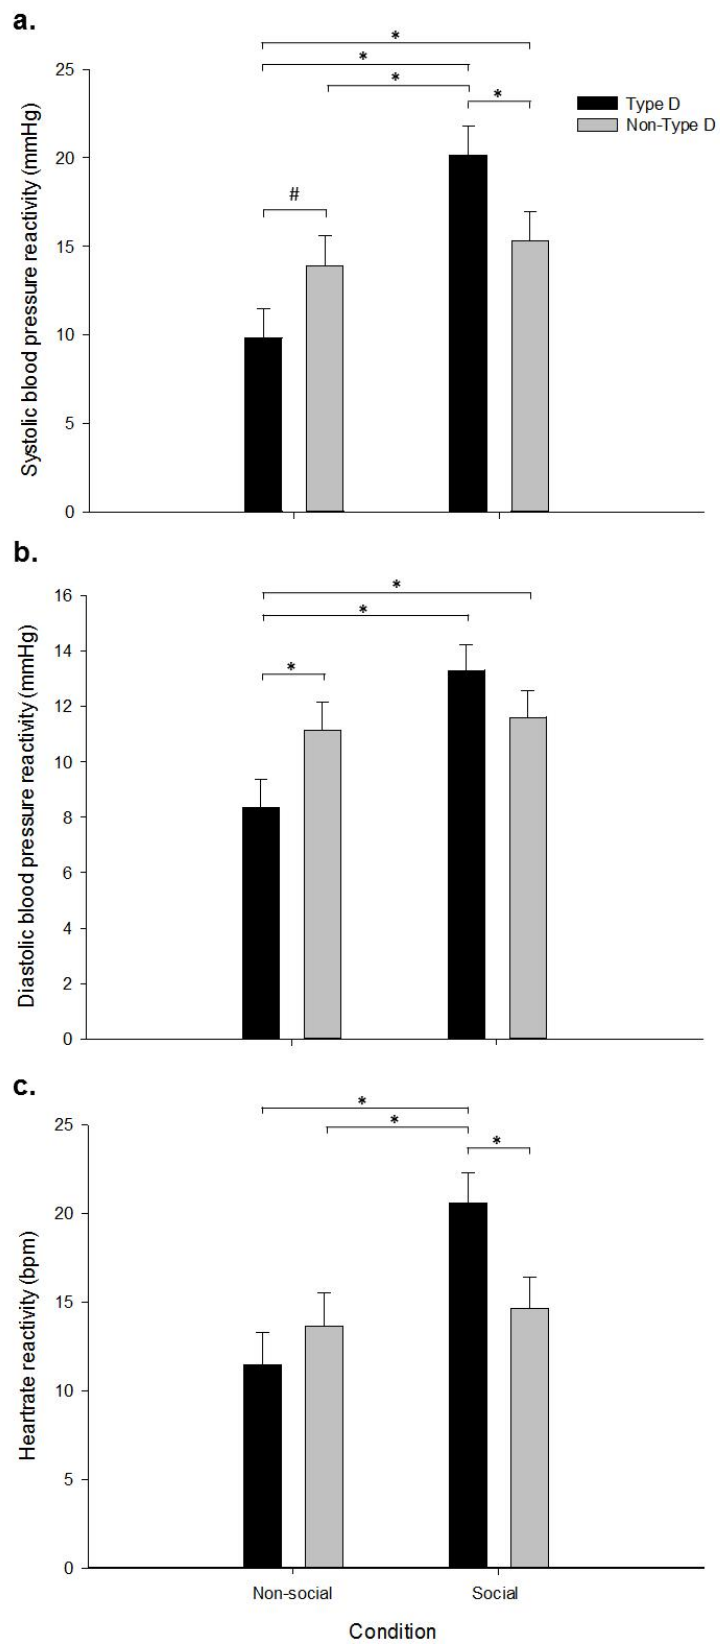 a.
*
*
*
*
#
Type D
Non-Type D
Systolic blood pressure reactivity (mmHg)
25
20
15
10
5
0
b.
*
*
*
Diastolic blood pressure reactivity (mmHg)
16
14
12
10
8
6
4
2
0
c.
*
*
*
Heartrate reactivity (bpm)
25
20
15
10
5
0
Non-social
Social
Condition